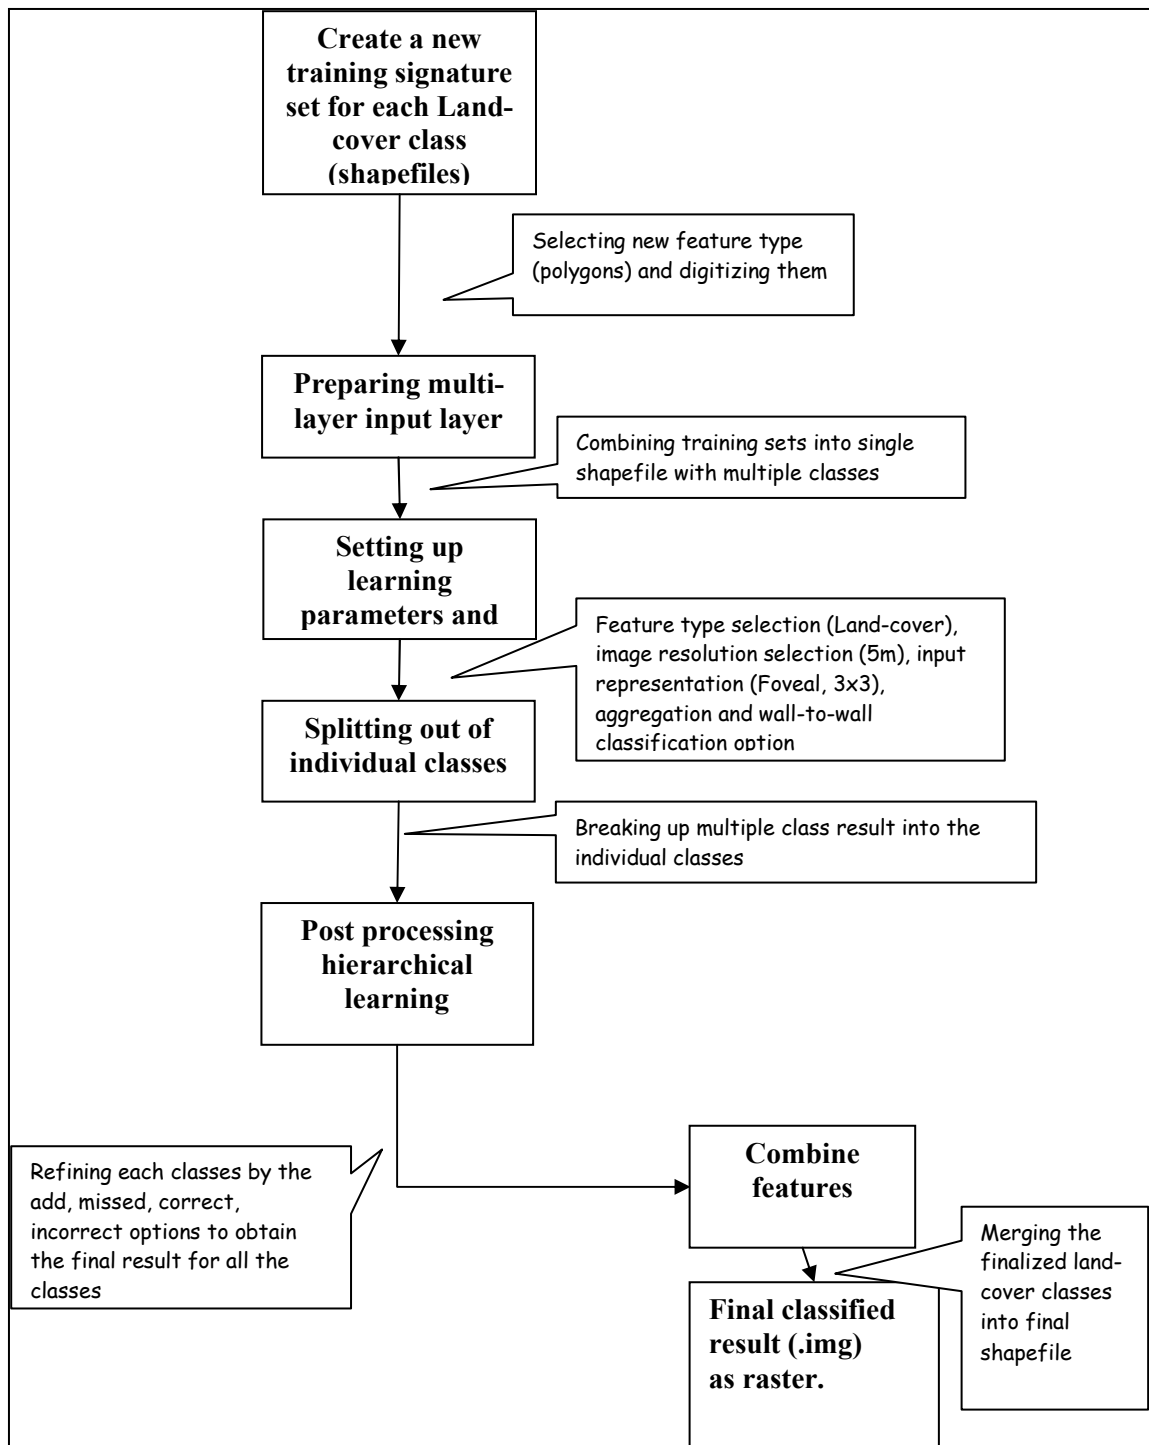 Create a new
training signature
set for each Land-
cover class
(shapefiles)
Selecting new feature type
(polygons) and digitizing them
Preparing multi-
layer input layer
Combining training sets into single
shapefile with multiple classes
Setting up
learning
parameters and
Feature type selection (Land-cover),
image resolution selection (5m), input
representation (Foveal, 3x3),
aggregation and wall-to-wall
classification option
Splitting out of
individual classes
Breaking up multiple class result into the
individual classes
Post processing
hierarchical
learning
Refining each classes by the
add, missed, correct,
incorrect options to obtain
the final result for all the
classes
Combine
features
Merging the
finalized land-
cover classes
into final
shapefile
Final classified
result (.img)
as raster.